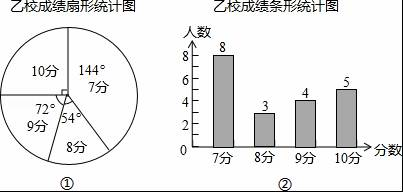 乙校成绩扇形统计图
10分
144°
7分
72°
9分
54°
8分
①
乙校成绩条形统计图
人数
8
6
4
2
0
8
3
4
5
7分
8分
9分
10分
分数
②